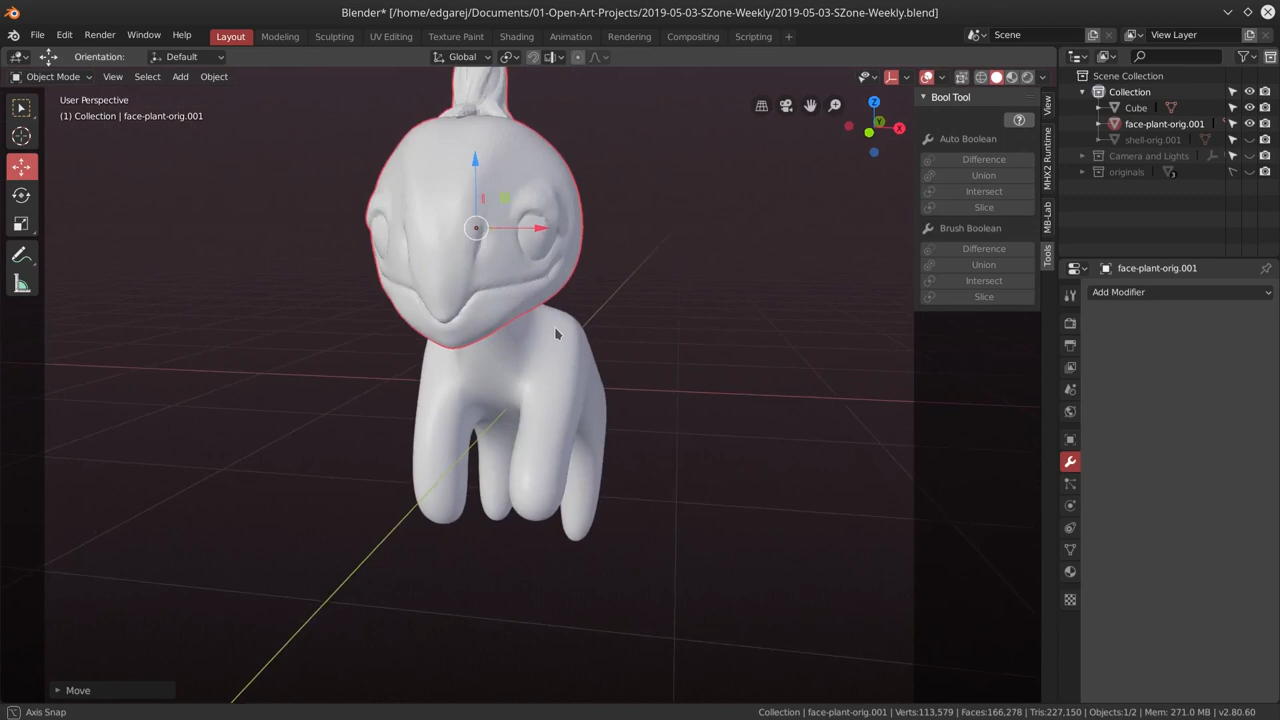 Blender* [/home/edgarej/Documents/01-Open-Art-Projects/2019-05-03-SZone-Weekly/2019-05-03-SZone-Weekly.blend]
File Edit Render Window Help Layout Modeling Sculpting UV Editing Texture Paint Shading Animation Rendering Compositing Scripting + Scene View Layer
Orientation: Default Global
Object Mode View Select Add Object
User Perspective
(1) Collection | face-plant-orig.001
Z
Y
X
Bool Tool
Auto Boolean
Difference
Union
Intersect
Slice
Brush Boolean
Difference
Union
Intersect
Slice
View
MHX2 Runtime
MB-Lab
Tools
Scene Collection
Collection
Cube
face-plant-orig.001
shell-orig.001
Camera and Lights
originals 3
face-plant-orig.001
Add Modifier
Move
Axis Snap
Collection | face-plant-orig.001 | Verts:113,579 | Faces:166,278 | Tris:227,150 | Objects:1/2 | Mem: 271.0 MB | v2.80.60